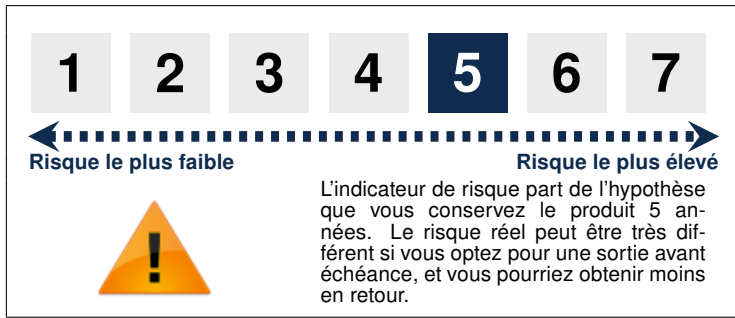 1 2 3 4 5 6 7
Risque le plus faible Risque le plus élevé
L'indicateur de risque part de l'hypothèse
que vous conservez le produit 5 an-
nées. Le risque réel peut être très dif-
férent si vous optez pour une sortie avant
échéance, et vous pourriez obtenir moins
en retour.
!